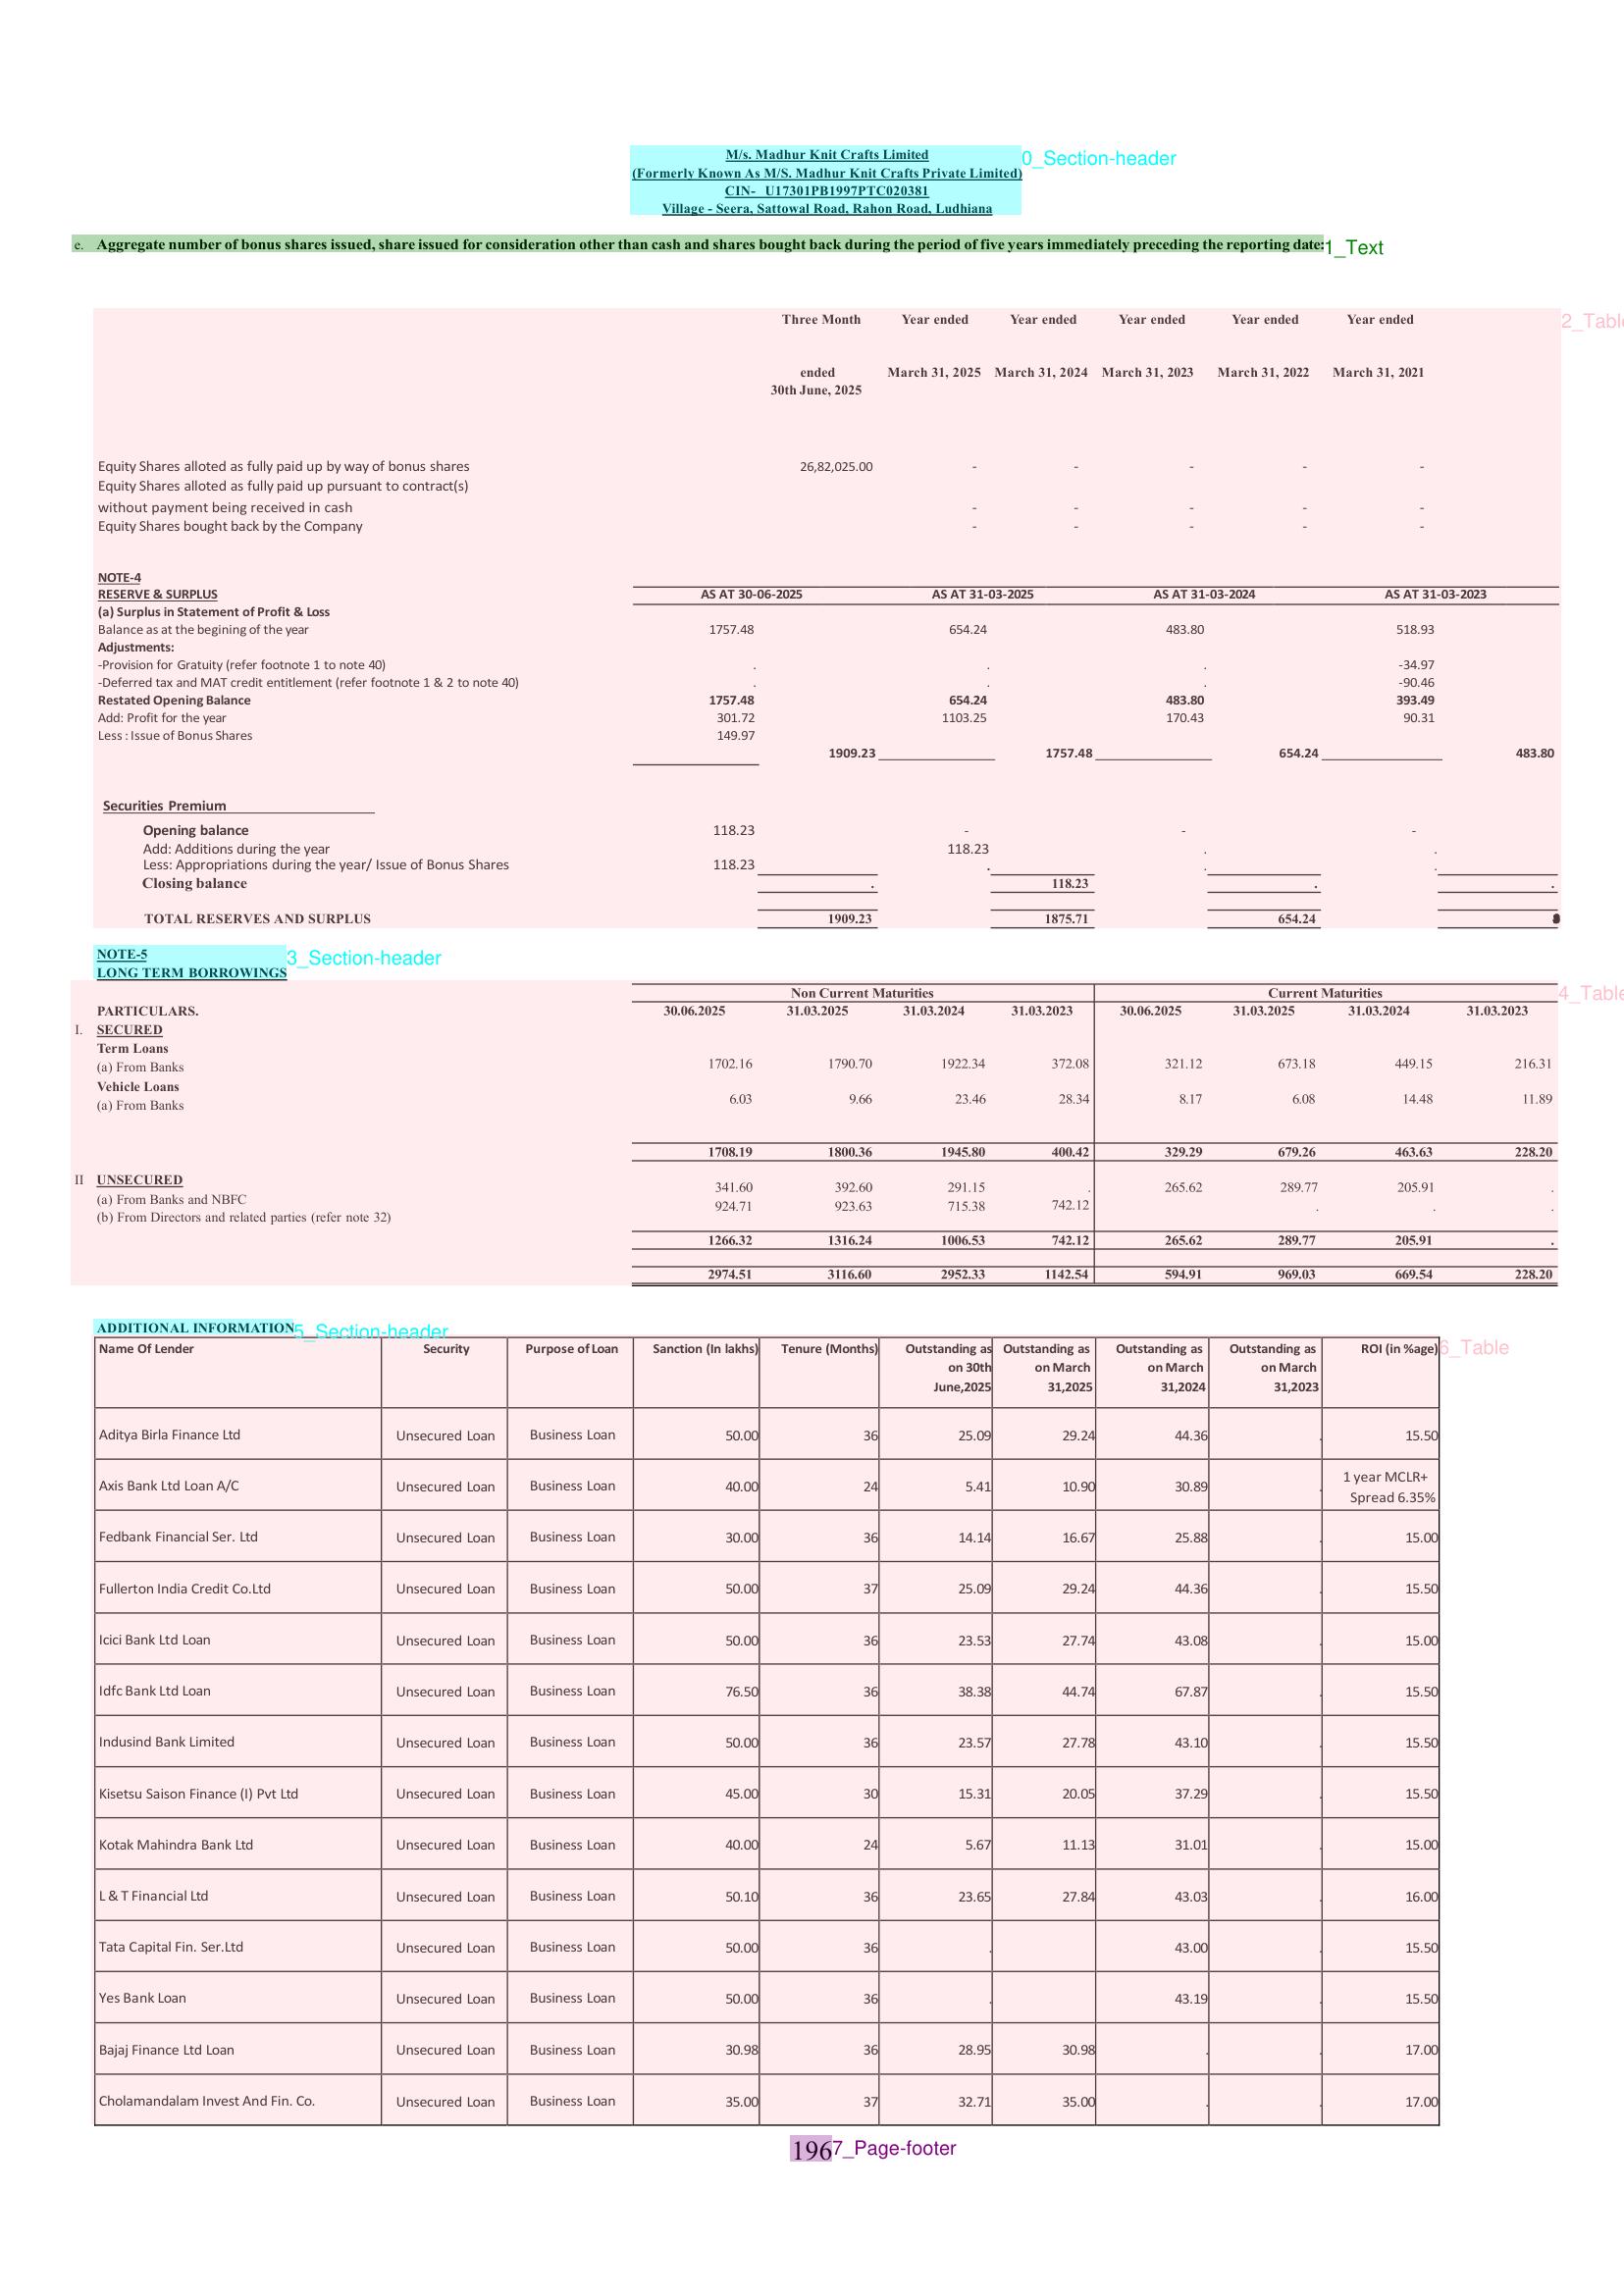 M/s. Madhur Knit Crafts Limited
0_Section-header
(Formerly Known As M/S. Madhur Knit Crafts Private Limited)
CIN- U17301PB1997PTC020381
Village - Seera, Sattowal Road, Rahon Road, Ludhiana
c. Aggregate number of bonus shares issued, share issued for consideration other than cash and shares bought back during the period of five years immediately preceding the reporting date:
1_Text
Three Month Year ended Year ended Year ended Year ended Year ended
2_Table
ended March 31, 2025 March 31, 2024 March 31, 2023 March 31, 2022 March 31, 2021
30th June, 2025
Equity Shares alloted as fully paid up by way of bonus shares 26,82,025.00 - - - - -
Equity Shares alloted as fully paid up pursuant to contract(s)
without payment being received in cash - - - - -
Equity Shares bought back by the Company - - - - -
NOTE-4
RESERVE & SURPLUS AS AT 30-06-2025 AS AT 31-03-2025 AS AT 31-03-2024 AS AT 31-03-2023
(a) Surplus in Statement of Profit & Loss
Balance as at the begining of the year 1757.48 654.24 483.80 518.93
Adjustments:
-Provision for Gratuity (refer footnote 1 to note 40) . . . -34.97
-Deferred tax and MAT credit entitlement (refer footnote 1 & 2 to note 40) . . . -90.46
Restated Opening Balance 1757.48 654.24 483.80 393.49
Add: Profit for the year 301.72 1103.25 170.43 90.31
Less : Issue of Bonus Shares 149.97
1909.23 1757.48 654.24 483.80
Securities Premium
Opening balance 118.23 - - -
Add: Additions during the year 118.23 . .
Less: Appropriations during the year/ Issue of Bonus Shares 118.23 . . .
Closing balance . 118.23 . .
TOTAL RESERVES AND SURPLUS 1909.23 1875.71 654.24
NOTE-5
3_Section-header
LONG TERM BORROWINGS
Non Current Maturities Current Maturities
4_Table
PARTICULARS. 30.06.2025 31.03.2025 31.03.2024 31.03.2023 30.06.2025 31.03.2025 31.03.2024 31.03.2023
I. SECURED
Term Loans
(a) From Banks 1702.16 1790.70 1922.34 372.08 321.12 673.18 449.15 216.31
Vehicle Loans
(a) From Banks 6.03 9.66 23.46 28.34 8.17 6.08 14.48 11.89
1708.19 1800.36 1945.80 400.42 329.29 679.26 463.63 228.20
II UNSECURED
(a) From Banks and NBFC 341.60 392.60 291.15 . 265.62 289.77 205.91 .
(b) From Directors and related parties (refer note 32) 924.71 923.63 715.38 742.12 . . .
1266.32 1316.24 1006.53 742.12 265.62 289.77 205.91 .
2974.51 3116.60 2952.33 1142.54 594.91 969.03 669.54 228.20
ADDITIONAL INFORMATION
5_Section-header
Name Of Lender Security Purpose of Loan Sanction (In lakhs) Tenure (Months) Outstanding as Outstanding as Outstanding as Outstanding as ROI (in %age)
6_Table
on 30th on March on March on March
June,2025 31,2025 31,2024 31,2023
Aditya Birla Finance Ltd Unsecured Loan Business Loan 50.00 36 25.09 29.24 44.36 . 15.50
Axis Bank Ltd Loan A/C Unsecured Loan Business Loan 40.00 24 5.41 10.90 30.89 . 1 year MCLR+
Spread 6.35%
Fedbank Financial Ser. Ltd Unsecured Loan Business Loan 30.00 36 14.14 16.67 25.88 . 15.00
Fullerton India Credit Co.Ltd Unsecured Loan Business Loan 50.00 37 25.09 29.24 44.36 . 15.50
Icici Bank Ltd Loan Unsecured Loan Business Loan 50.00 36 23.53 27.74 43.08 . 15.00
Idfc Bank Ltd Loan Unsecured Loan Business Loan 76.50 36 38.38 44.74 67.87 . 15.50
Indusind Bank Limited Unsecured Loan Business Loan 50.00 36 23.57 27.78 43.10 . 15.50
Kisetsu Saison Finance (I) Pvt Ltd Unsecured Loan Business Loan 45.00 30 15.31 20.05 37.29 . 15.50
Kotak Mahindra Bank Ltd Unsecured Loan Business Loan 40.00 24 5.67 11.13 31.01 . 15.00
L & T Financial Ltd Unsecured Loan Business Loan 50.10 36 23.65 27.84 43.03 . 16.00
Tata Capital Fin. Ser.Ltd Unsecured Loan Business Loan 50.00 36 . 43.00 . 15.50
Yes Bank Loan Unsecured Loan Business Loan 50.00 36 . 43.19 . 15.50
Bajaj Finance Ltd Loan Unsecured Loan Business Loan 30.98 36 28.95 30.98 . . 17.00
Cholamandalam Invest And Fin. Co. Unsecured Loan Business Loan 35.00 37 32.71 35.00 . . 17.00
196
7_Page-footer